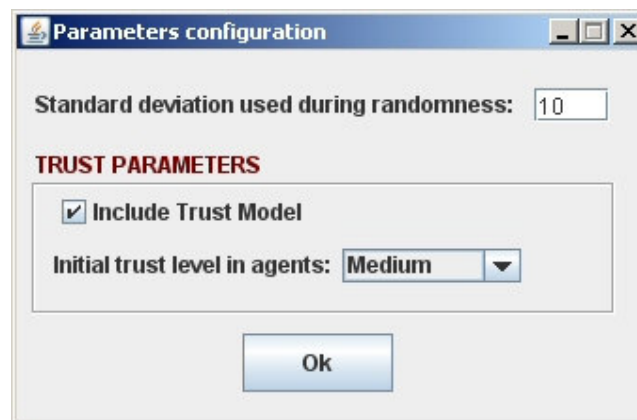 Parameters configuration
Standard deviation used during randomness: 10
TRUST PARAMETERS
Include Trust Model
Initial trust level in agents: Medium
Ok